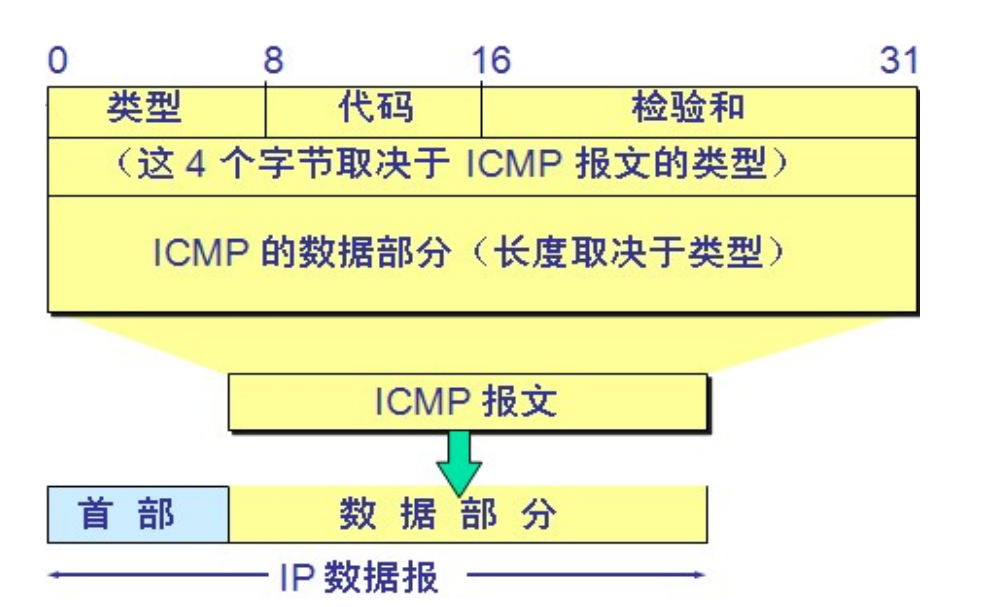 0 8 16 31
类型 代码 检验和
（这 4 个字节取决于 ICMP 报文的类型）
ICMP 的数据部分（长度取决于类型）
ICMP 报文
首 部 数 据 部 分
IP 数据报